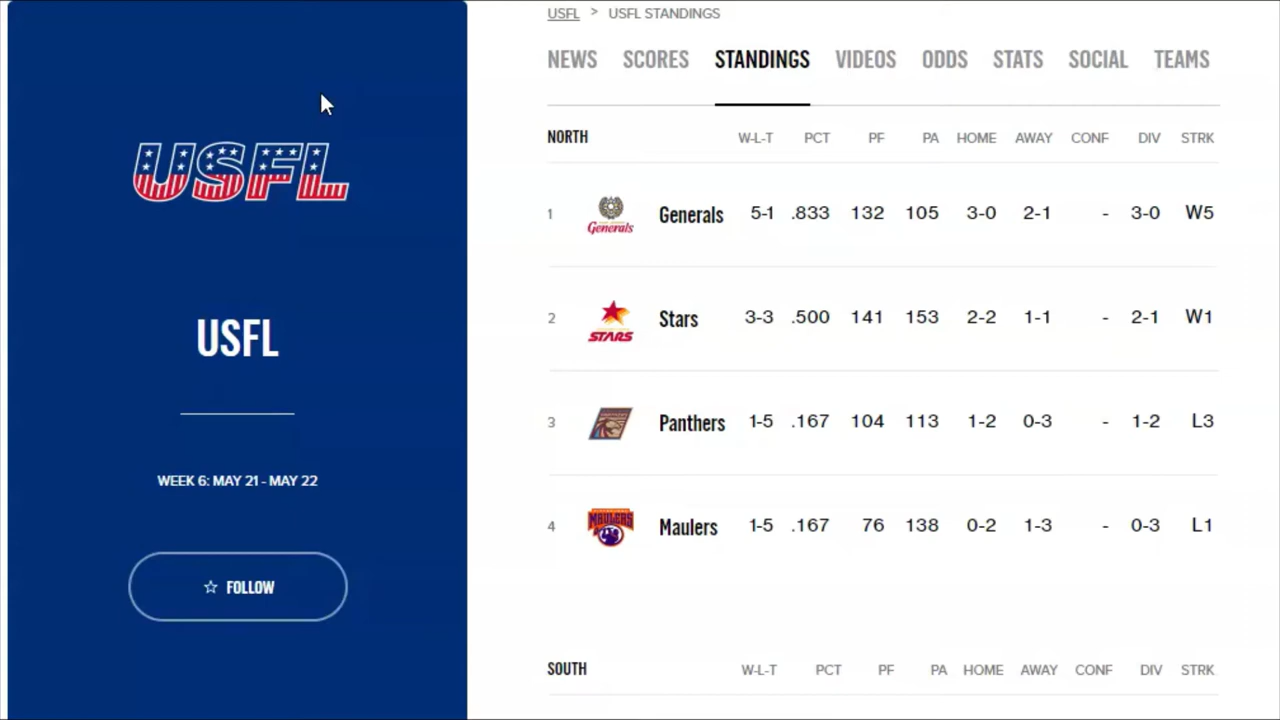 USFL > USFL STANDINGS
NEWS SCORES STANDINGS VIDEOS ODDS STATS SOCIAL TEAMS
USFL
USFL
WEEK 6: MAY 21 - MAY 22
☆ FOLLOW
NORTH W-L-T PCT PF PA HOME AWAY CONF DIV STRK
1 Generals Generals 5-1 .833 132 105 3-0 2-1 - 3-0 W5
2 STARS Stars 3-3 .500 141 153 2-2 1-1 - 2-1 W1
3 Panthers 1-5 .167 104 113 1-2 0-3 - 1-2 L3
4 MAULERS Maulers 1-5 .167 76 138 0-2 1-3 - 0-3 L1
SOUTH W-L-T PCT PF PA HOME AWAY CONF DIV STRK